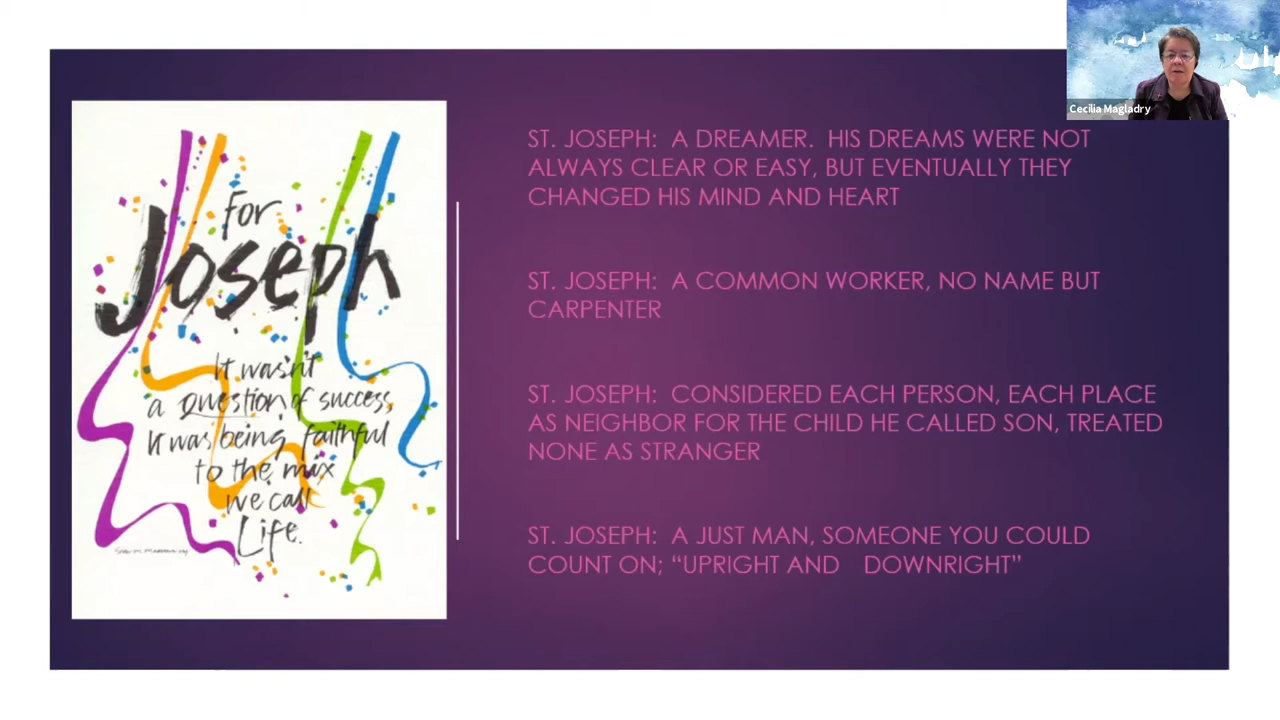 For
Joseph
It wasn't
a Question of success,
It was being faithful
to the mix
we call
Life.
ST. JOSEPH: A DREAMER. HIS DREAMS WERE NOT
ALWAYS CLEAR OR EASY, BUT EVENTUALLY THEY
CHANGED HIS MIND AND HEART
ST. JOSEPH: A COMMON WORKER, NO NAME BUT
CARPENTER
ST. JOSEPH: CONSIDERED EACH PERSON, EACH PLACE
AS NEIGHBOR FOR THE CHILD HE CALLED SON, TREATED
NONE AS STRANGER
ST. JOSEPH: A JUST MAN, SOMEONE YOU COULD
COUNT ON; “UPRIGHT AND DOWNRIGHT”
Cecilia Magladry